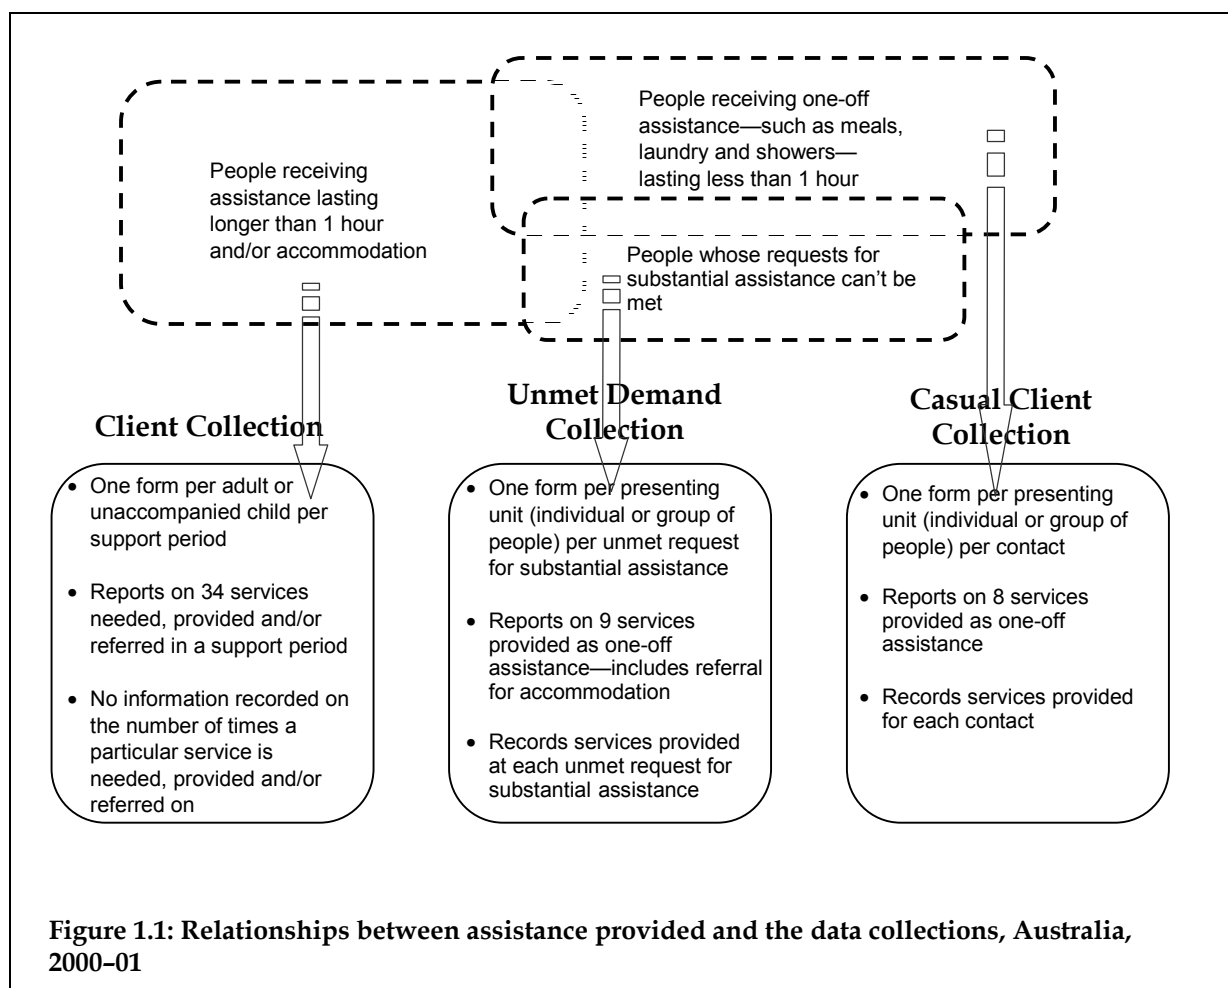 People receiving
assistance lasting
longer than 1 hour
and/or accommodation
People receiving one-off
assistance—such as meals,
laundry and showers—
lasting less than 1 hour
People whose requests for
substantial assistance can't be
met
Client Collection
• One form per adult or
unaccompanied child per
support period
• Reports on 34 services
needed, provided and/or
referred in a support period
• No information recorded on
the number of times a
particular service is
needed, provided and/or
referred on
Unmet Demand
Collection
• One form per presenting
unit (individual or group of
people) per unmet request
for substantial assistance
• Reports on 9 services
provided as one-off
assistance—includes referral
for accommodation
• Records services provided
at each unmet request for
substantial assistance
Casual Client
Collection
• One form per presenting
unit (individual or group of
people) per contact
• Reports on 8 services
provided as one-off
assistance
• Records services provided
for each contact
Figure 1.1: Relationships between assistance provided and the data collections, Australia,
2000–01